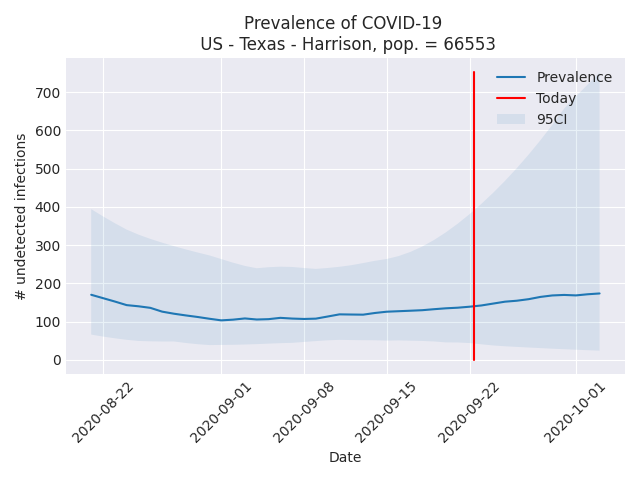 Prevalence of COVID-19
US - Texas - Harrison, pop. = 66553
Prevalence
Today
95CI
# undetected infections
700
600
500
400
300
200
100
0
2020-08-22
2020-09-01
2020-09-08
2020-09-15
2020-09-22
2020-10-01
Date